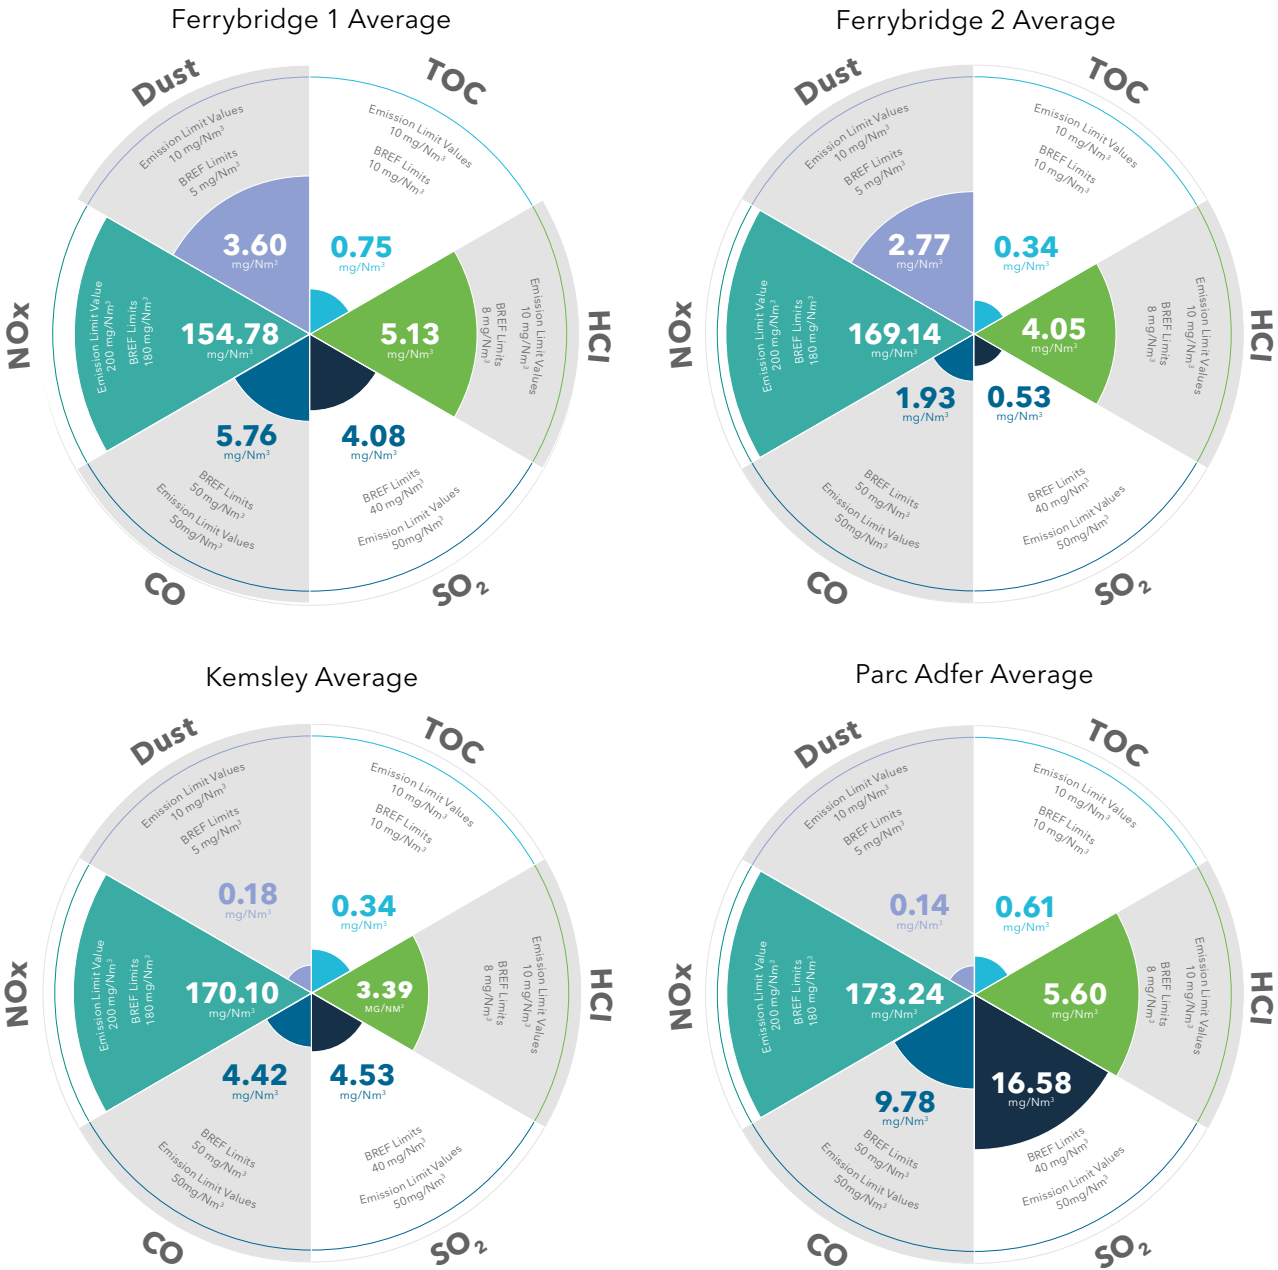 Ferrybridge 1 Average
Dust
TOC
Emission Limit Values
10 mg/Nm³
BREF Limits
5 mg/Nm³
Emission Limit Values
10 mg/Nm³
BREF Limits
10 mg/Nm³
3.60
mg/Nm³
0.75
mg/Nm³
NOx
Emission Limit Value
200 mg/Nm³
BREF Limits
180 mg/Nm³
154.78
mg/Nm³
5.13
mg/Nm³
BREF Limits
8 mg/Nm³
Emission Limit Values
10 mg/Nm³
HCI
5.76
mg/Nm³
4.08
mg/Nm³
BREF Limits
50 mg/Nm³
Emission Limit Values
50mg/Nm³
BREF Limits
40 mg/Nm³
Emission Limit Values
50mg/Nm³
CO
SO₂
Ferrybridge 2 Average
Dust
TOC
Emission Limit Values
10 mg/Nm³
BREF Limits
5 mg/Nm³
Emission Limit Values
10 mg/Nm³
BREF Limits
10 mg/Nm³
2.77
mg/Nm³
0.34
mg/Nm³
NOx
Emission Limit Value
200 mg/Nm³
BREF Limits
180 mg/Nm³
169.14
mg/Nm³
4.05
mg/Nm³
BREF Limits
8 mg/Nm³
Emission Limit Values
10 mg/Nm³
HCI
1.93
mg/Nm³
0.53
mg/Nm³
BREF Limits
50 mg/Nm³
Emission Limit Values
50mg/Nm³
BREF Limits
40 mg/Nm³
Emission Limit Values
50mg/Nm³
CO
SO₂
Kemsley Average
Dust
TOC
Emission Limit Values
10 mg/Nm³
BREF Limits
5 mg/Nm³
Emission Limit Values
10 mg/Nm³
BREF Limits
10 mg/Nm³
0.18
mg/Nm³
0.34
mg/Nm³
NOx
Emission Limit Value
200 mg/Nm³
BREF Limits
180 mg/Nm³
170.10
mg/Nm³
3.39
MG/NM³
BREF Limits
8 mg/Nm³
Emission Limit Values
10 mg/Nm³
HCI
4.42
mg/Nm³
4.53
mg/Nm³
BREF Limits
50 mg/Nm³
Emission Limit Values
50mg/Nm³
BREF Limits
40 mg/Nm³
Emission Limit Values
50mg/Nm³
CO
SO₂
Parc Adfer Average
Dust
TOC
Emission Limit Values
10 mg/Nm³
BREF Limits
5 mg/Nm³
Emission Limit Values
10 mg/Nm³
BREF Limits
10 mg/Nm³
0.14
mg/Nm³
0.61
mg/Nm³
NOx
Emission Limit Value
200 mg/Nm³
BREF Limits
180 mg/Nm³
173.24
mg/Nm³
5.60
mg/Nm³
BREF Limits
8 mg/Nm³
Emission Limit Values
10 mg/Nm³
HCI
9.78
mg/Nm³
16.58
mg/Nm³
BREF Limits
50 mg/Nm³
Emission Limit Values
50mg/Nm³
BREF Limits
40 mg/Nm³
Emission Limit Values
50mg/Nm³
CO
SO₂